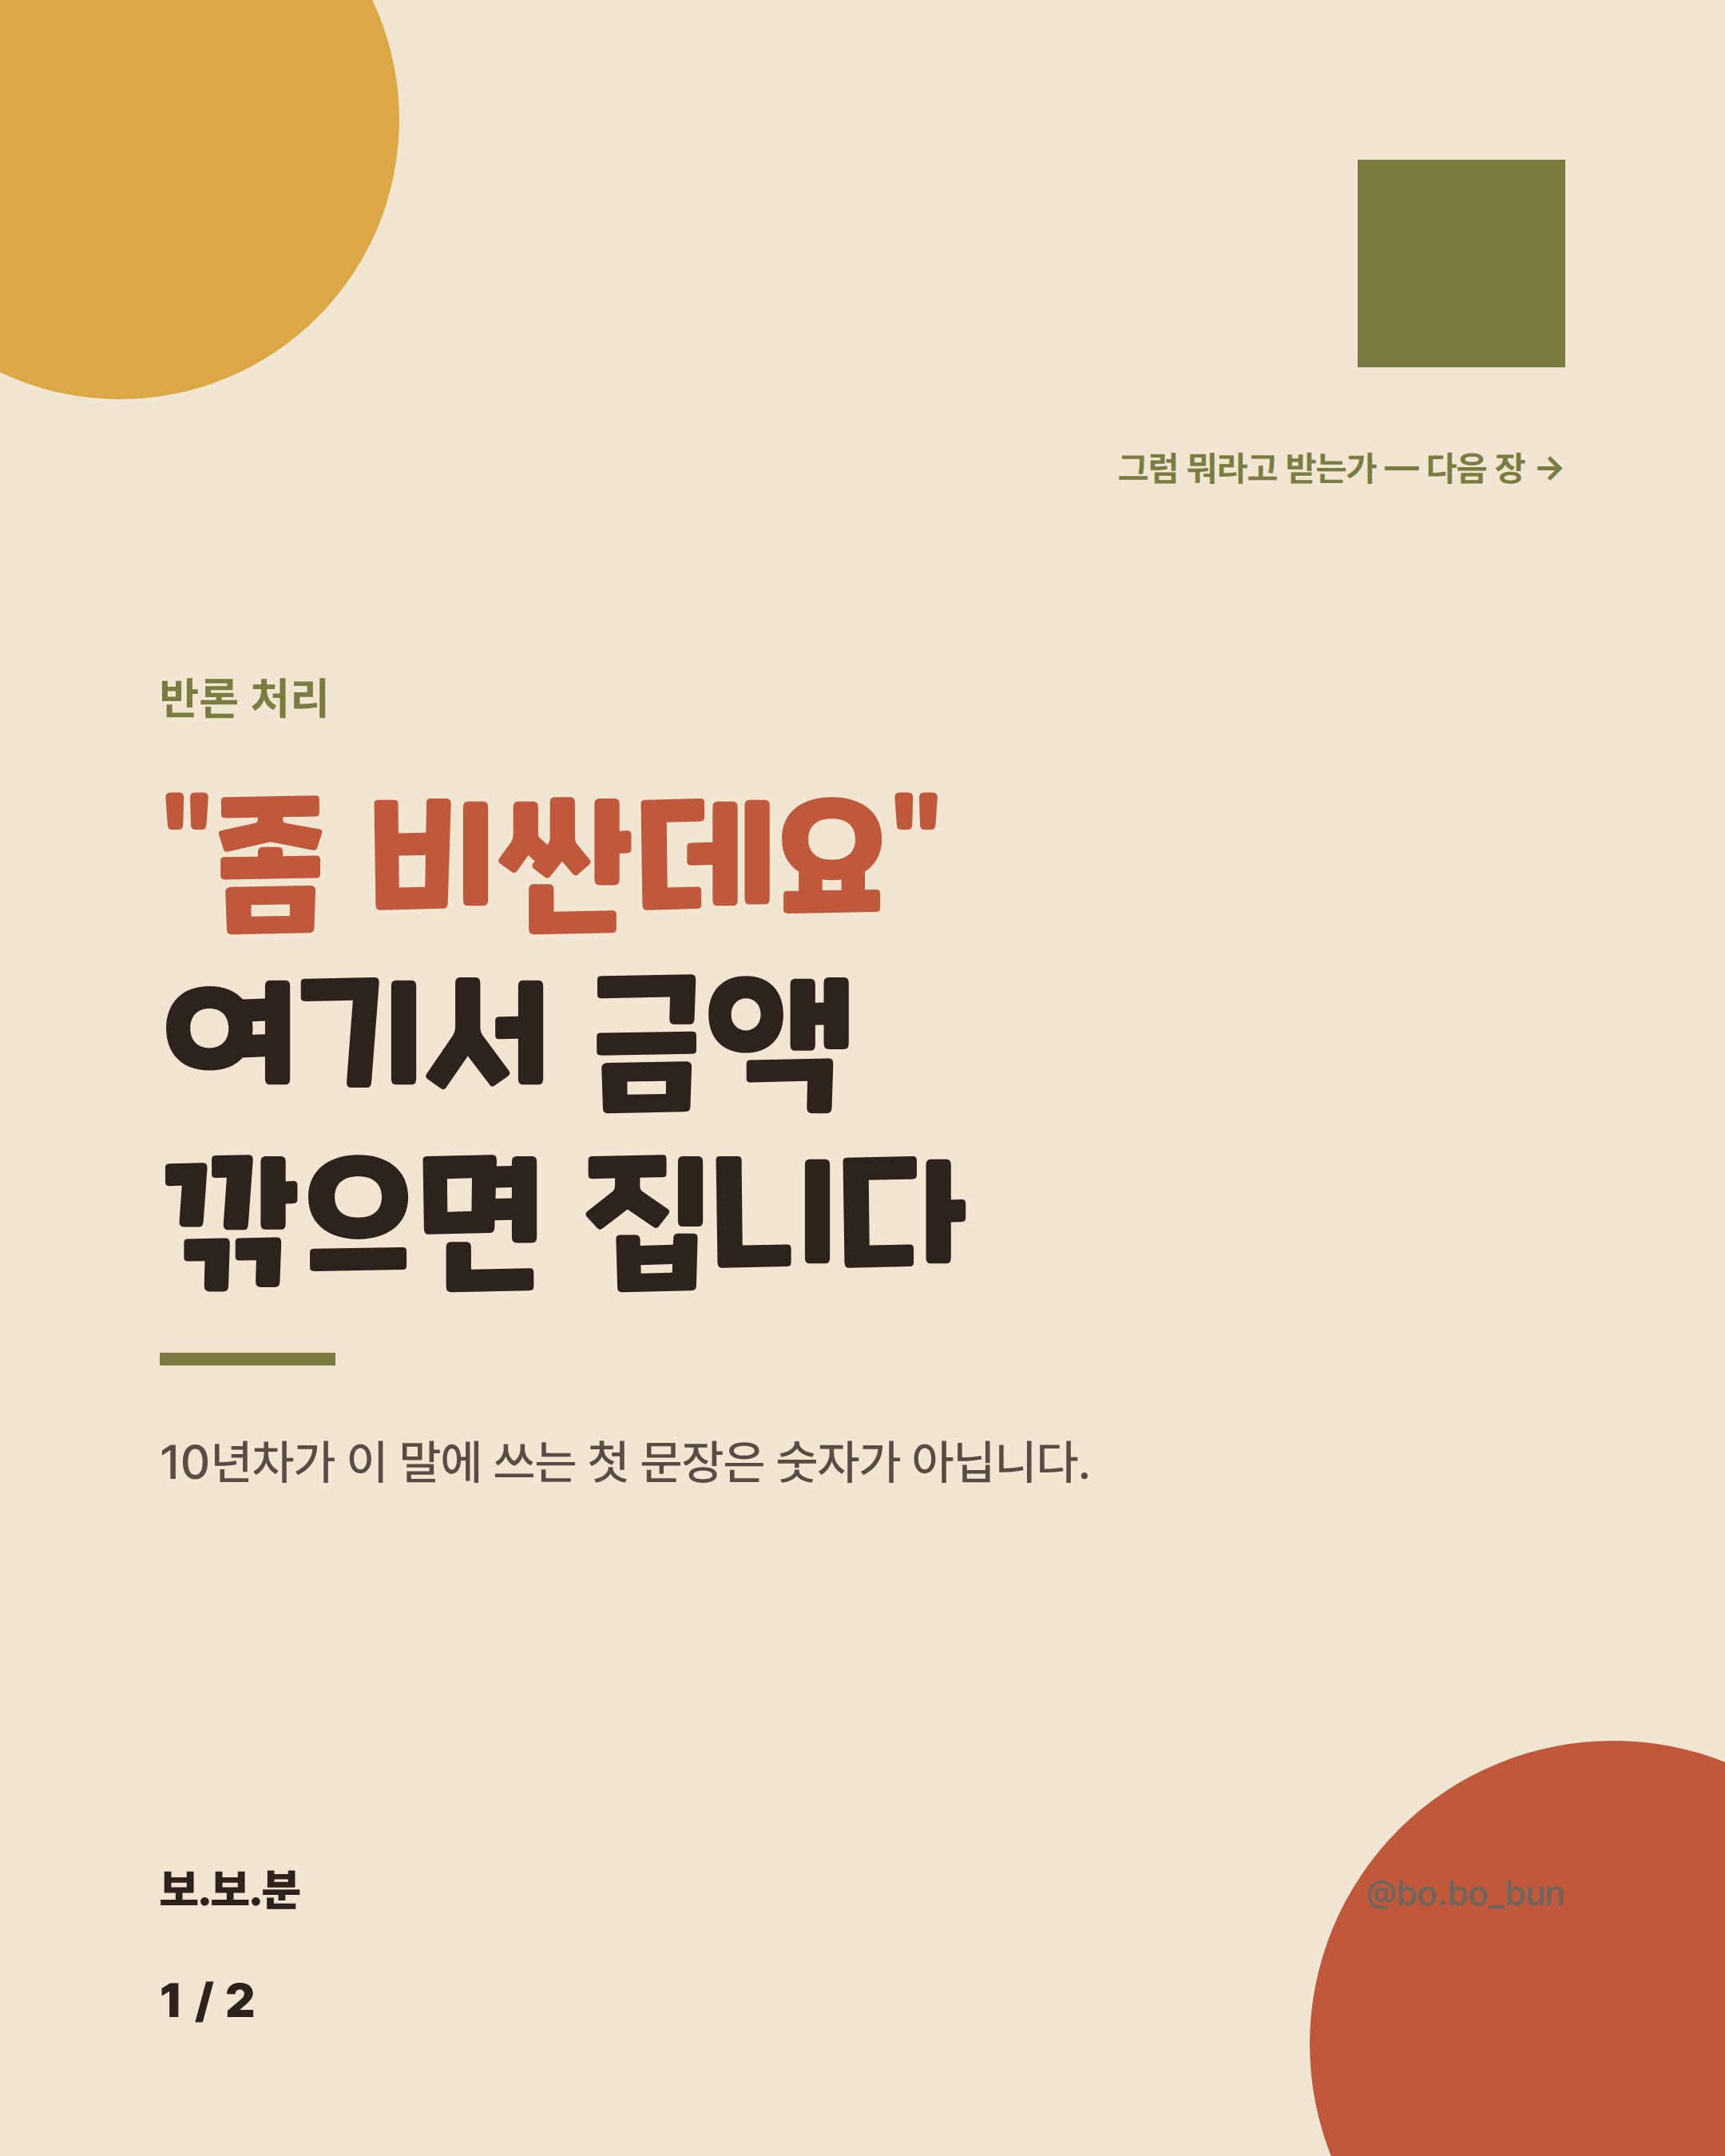 그럼 뭐라고 받는가 — 다음 장 →
반론 처리
"좀 비싼데요"
여기서 금액
깎으면 집니다
10년차가 이 말에 쓰는 첫 문장은 숫자가 아닙니다.
보.보.분
@bo.bo_bun
1 / 2